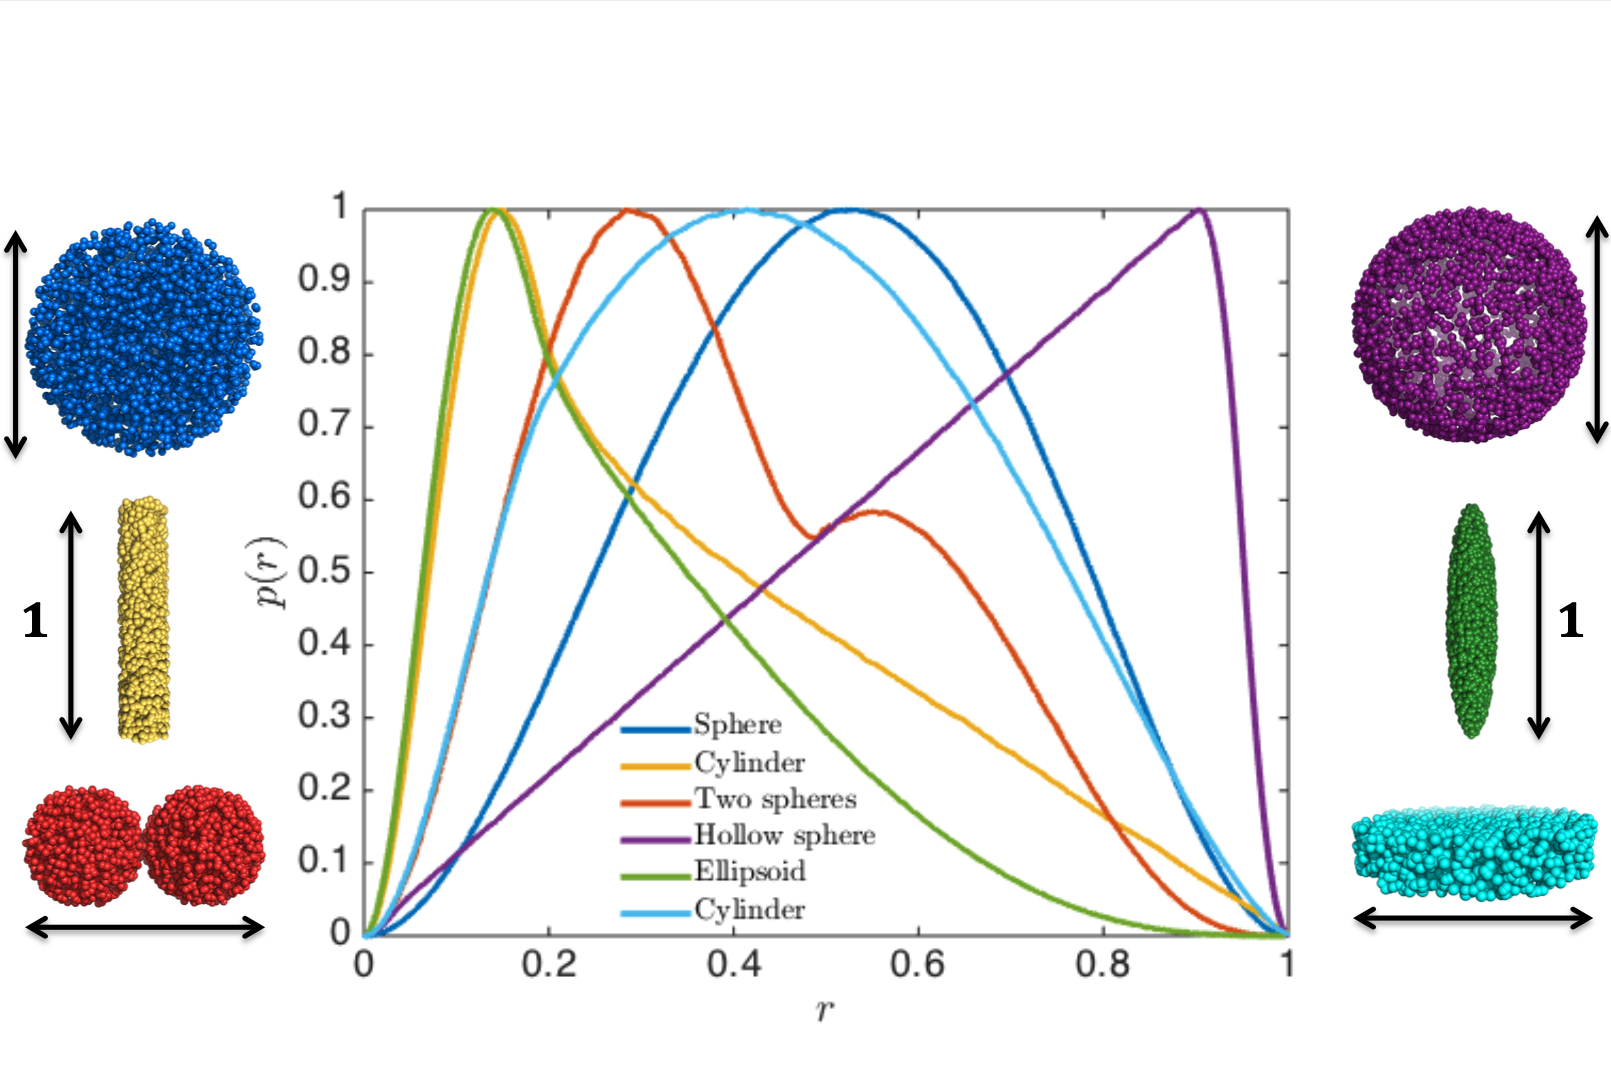 1
0.9
0.8
0.7
0.6
0.5
0.4
0.3
0.2
0.1
0
p(r)
0 0.2 0.4 0.6 0.8 1
r
Sphere
Cylinder
Two spheres
Hollow sphere
Ellipsoid
Cylinder
1
1